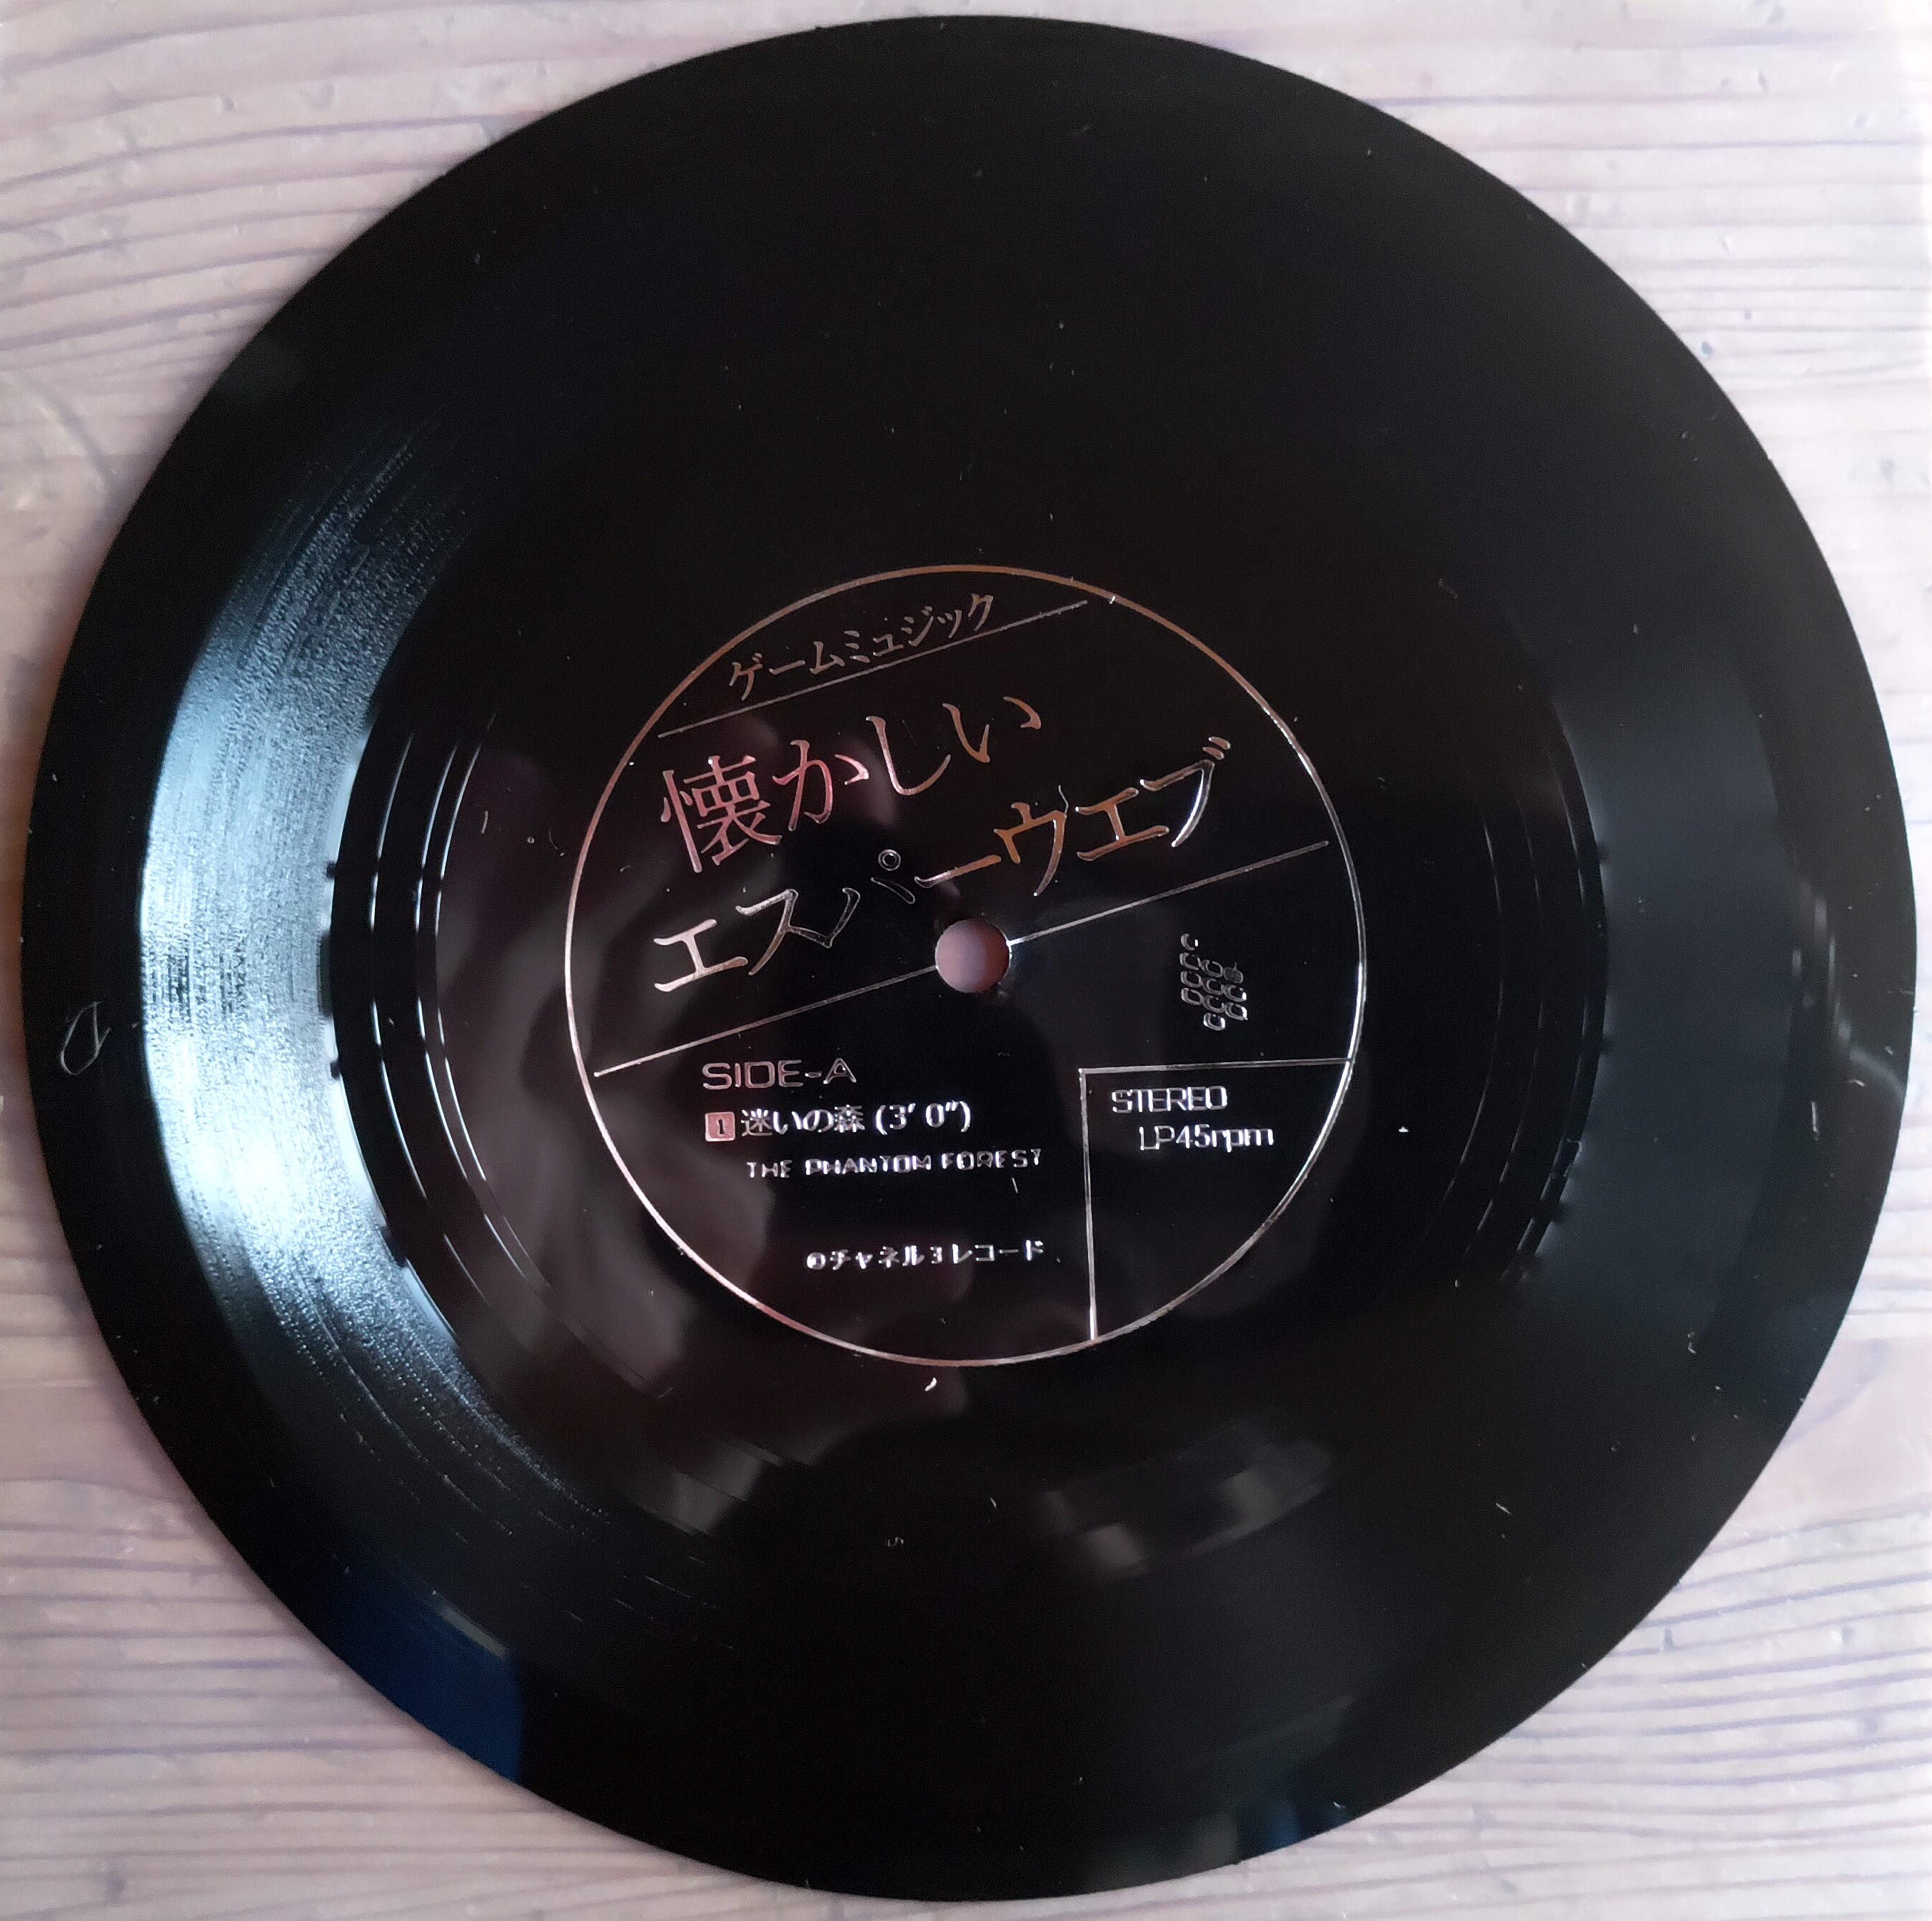 ゲームミュジック
懐かしい
エスパーウエブ
SIDE-A
1 迷いの森 (3′ 0″)
THE PHANTOM FOREST
チャネル3レコード
STEREO
LP45rpm